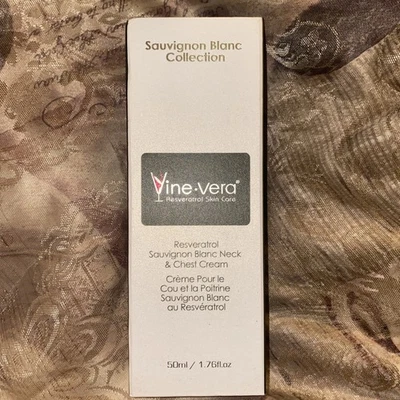 Sauvignon Blanc
Collection
Vine·vera®
Resveratrol Skin Care
Resveratrol
Sauvignon Blanc Neck
& Chest Cream
Crème Pour le
Cou et la Poitrine
Sauvignon Blanc
au Resvératrol
50ml / 1.76fl.oz